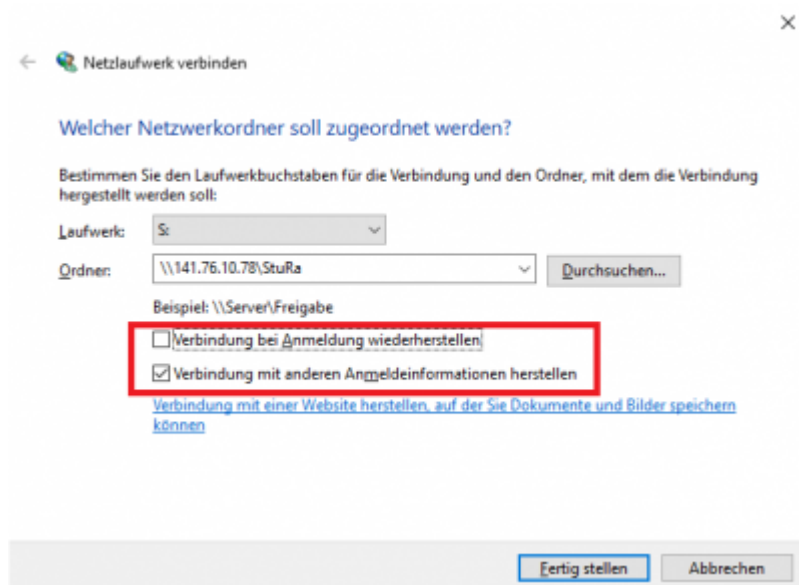 Netzlaufwerk verbinden
Welcher Netzwerkordner soll zugeordnet werden?
Bestimmen Sie den Laufwerkbuchstaben für die Verbindung und den Ordner, mit dem die Verbindung
hergestellt werden soll:
Laufwerk: S:
Ordner: \\141.76.10.78\StuRa Durchsuchen...
Beispiel: \\Server\Freigabe
Verbindung bei Anmeldung wiederherstellen
Verbindung mit anderen Anmeldeinformationen herstellen
Verbindung mit einer Website herstellen, auf der Sie Dokumente und Bilder speichern
können
Fertig stellen Abbrechen